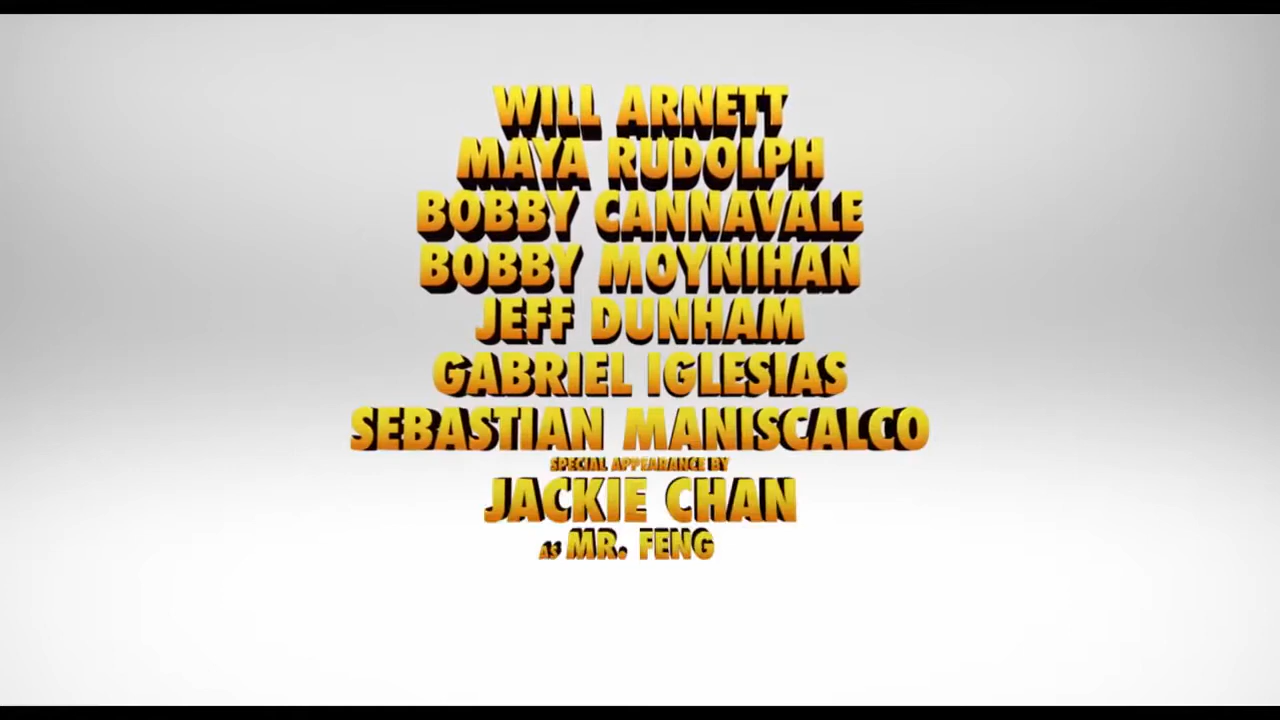 WILL ARNETT
MAYA RUDOLPH
BOBBY CANNAVALE
BOBBY MOYNIHAN
JEFF DUNHAM
GABRIEL IGLESIAS
SEBASTIAN MANISCALCO
SPECIAL APPEARANCE BY
JACKIE CHAN
AS MR. FENG